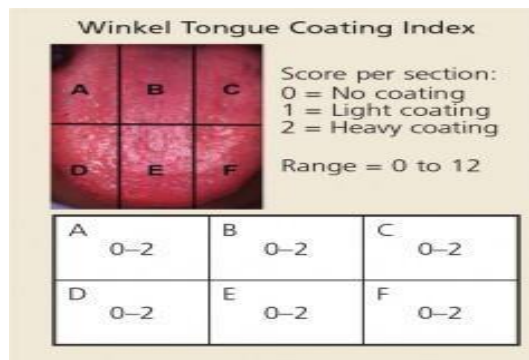 Winkel Tongue Coating Index
A B C
D E F
Score per section:
0 = No coating
1 = Light coating
2 = Heavy coating
Range = 0 to 12
A B C
0–2 0–2 0–2
D E F
0–2 0–2 0–2